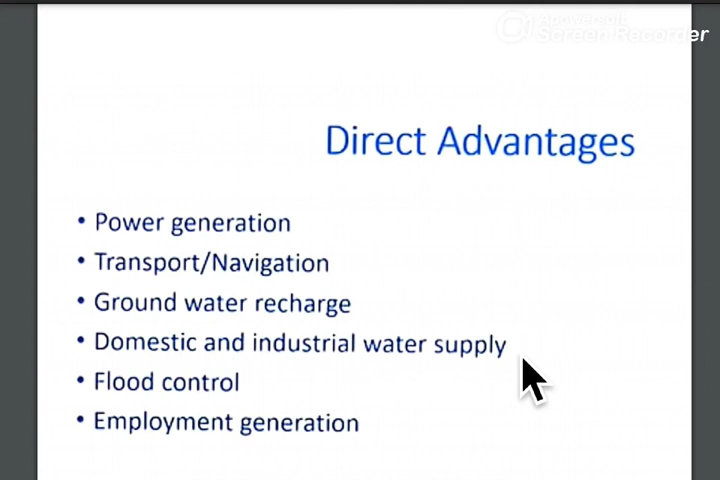 Apowersoft
Screen Recorder
Direct Advantages
• Power generation
• Transport/Navigation
• Ground water recharge
• Domestic and industrial water supply
• Flood control
• Employment generation